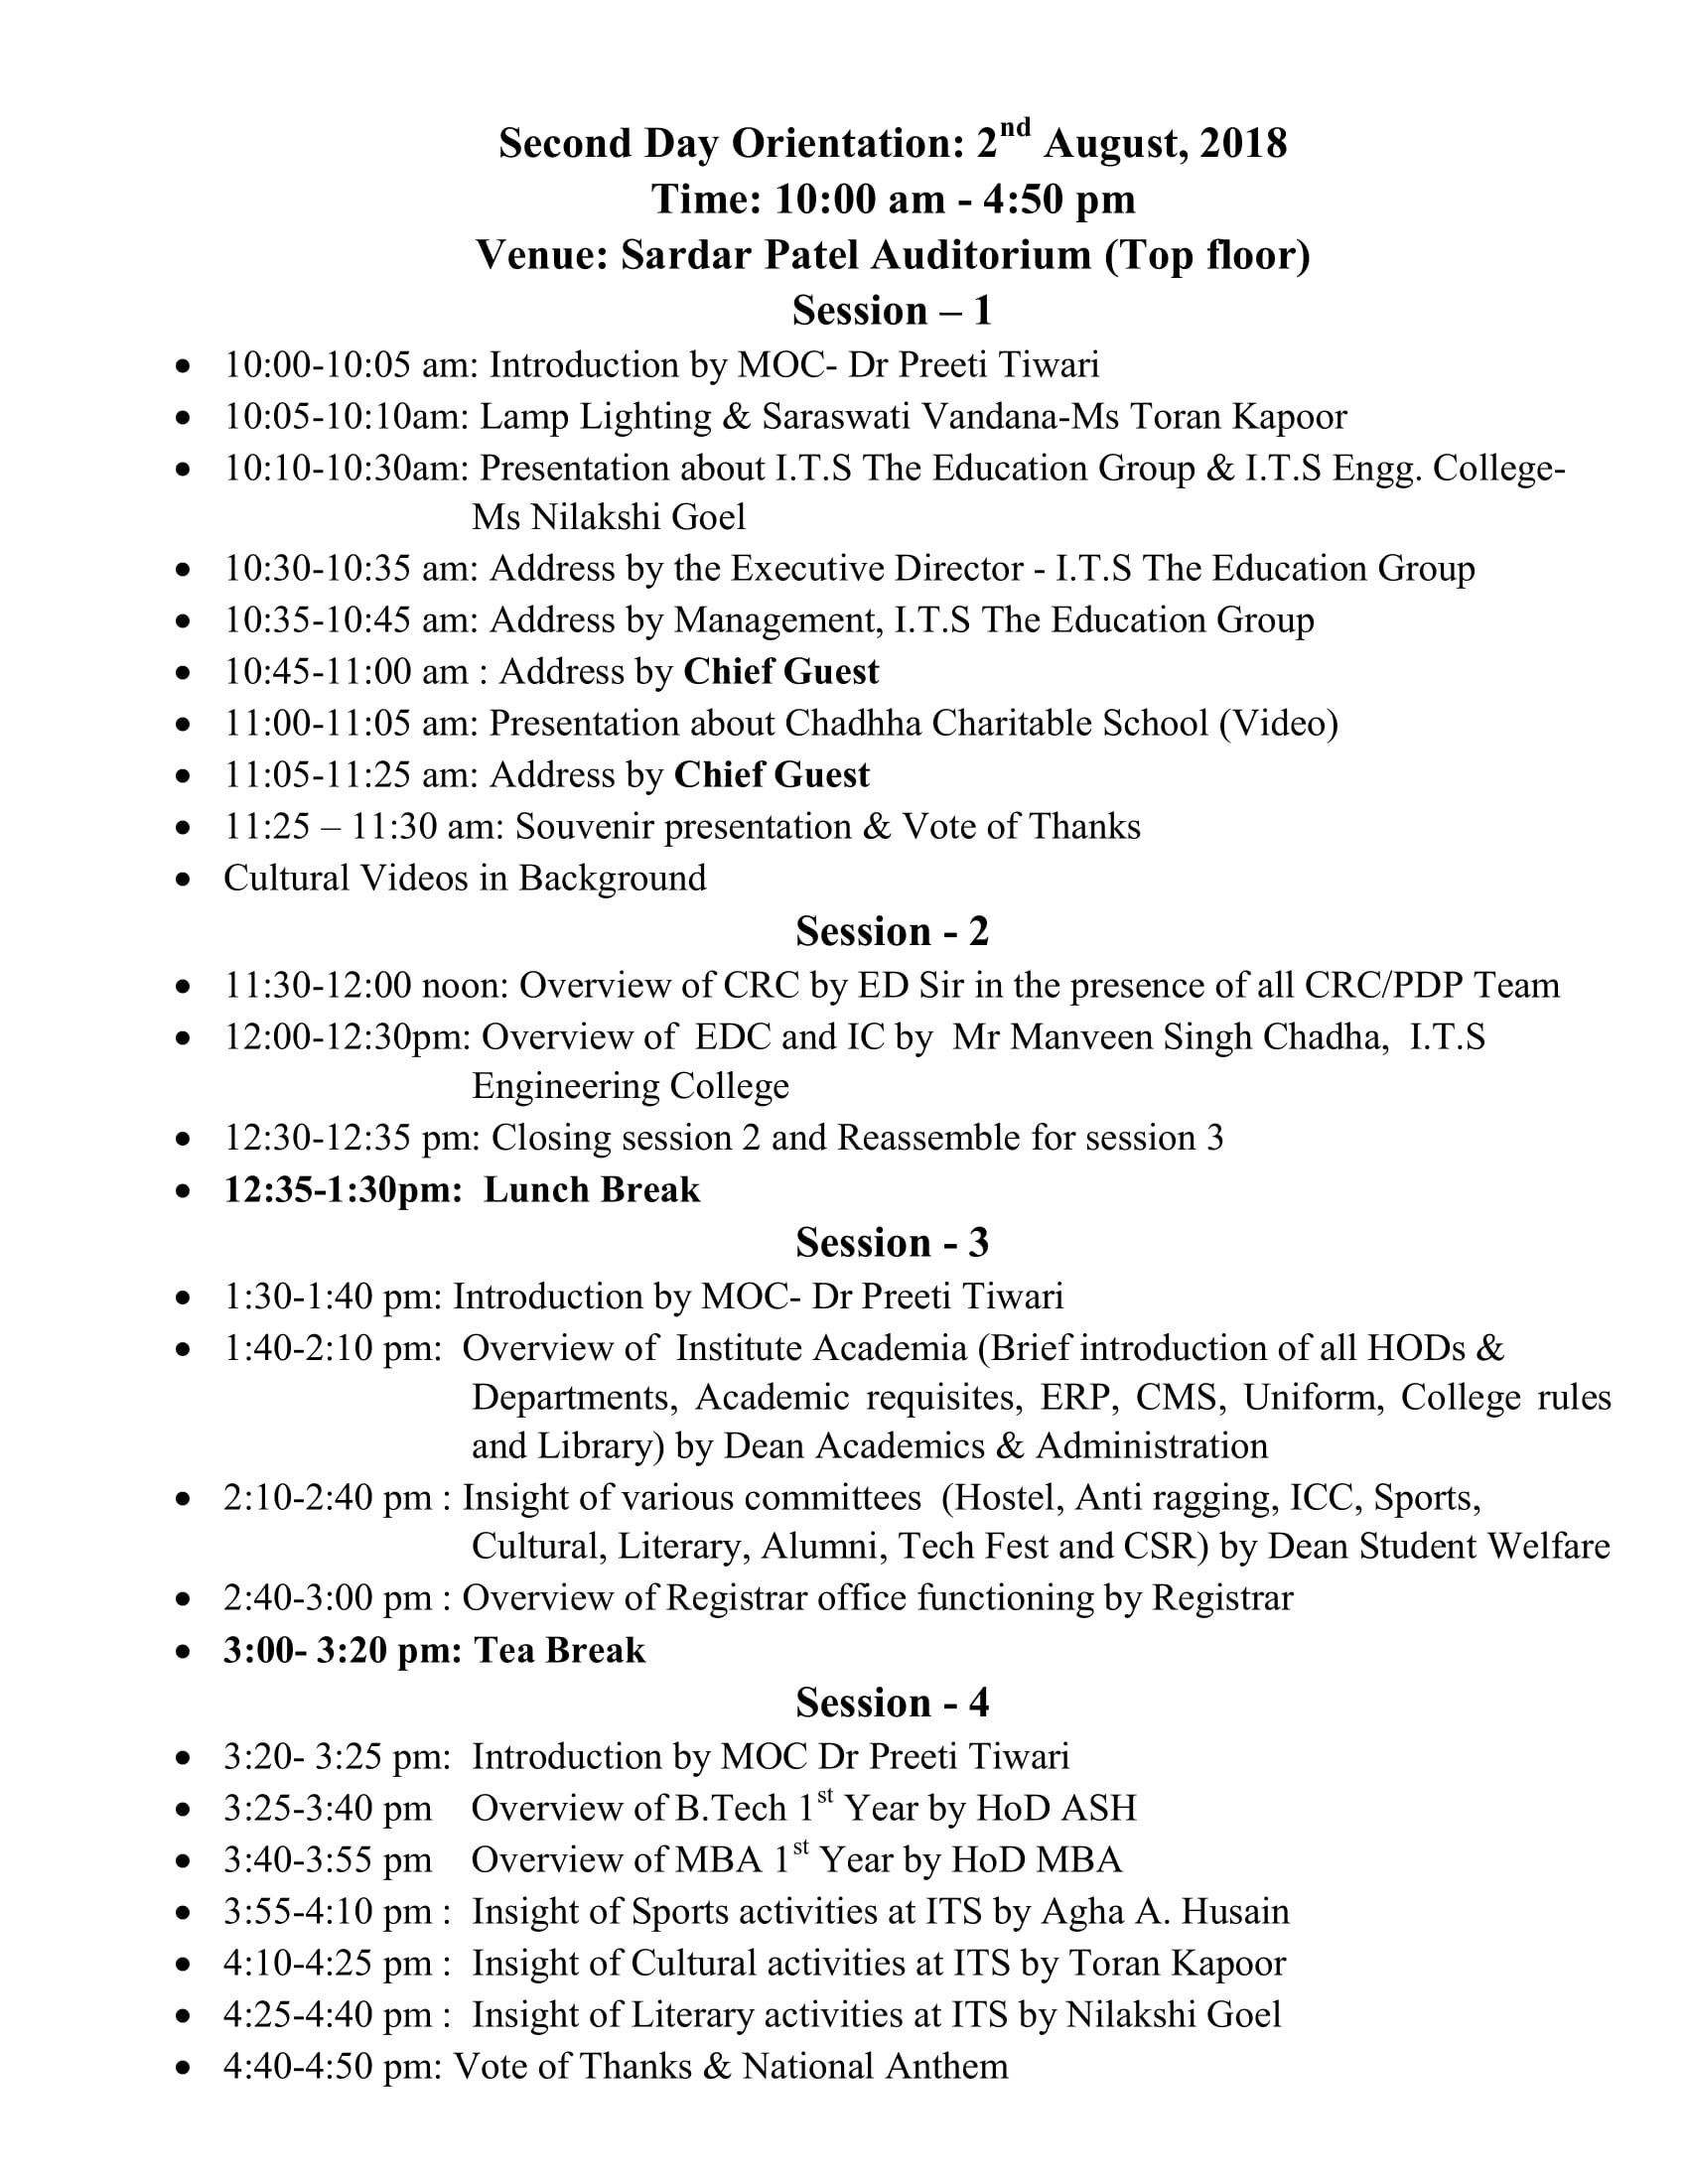 Second Day Orientation: 2nd August, 2018
Time: 10:00 am - 4:50 pm
Venue: Sardar Patel Auditorium (Top floor)
Session – 1
• 10:00-10:05 am: Introduction by MOC- Dr Preeti Tiwari
• 10:05-10:10am: Lamp Lighting & Saraswati Vandana-Ms Toran Kapoor
• 10:10-10:30am: Presentation about I.T.S The Education Group & I.T.S Engg. College-
Ms Nilakshi Goel
• 10:30-10:35 am: Address by the Executive Director - I.T.S The Education Group
• 10:35-10:45 am: Address by Management, I.T.S The Education Group
• 10:45-11:00 am : Address by Chief Guest
• 11:00-11:05 am: Presentation about Chadhha Charitable School (Video)
• 11:05-11:25 am: Address by Chief Guest
• 11:25 – 11:30 am: Souvenir presentation & Vote of Thanks
• Cultural Videos in Background
Session - 2
• 11:30-12:00 noon: Overview of CRC by ED Sir in the presence of all CRC/PDP Team
• 12:00-12:30pm: Overview of  EDC and IC by  Mr Manveen Singh Chadha,  I.T.S
Engineering College
• 12:30-12:35 pm: Closing session 2 and Reassemble for session 3
• 12:35-1:30pm:  Lunch Break
Session - 3
• 1:30-1:40 pm: Introduction by MOC- Dr Preeti Tiwari
• 1:40-2:10 pm:  Overview of  Institute Academia (Brief introduction of all HODs &
Departments, Academic requisites, ERP, CMS, Uniform, College rules
and Library) by Dean Academics & Administration
• 2:10-2:40 pm : Insight of various committees  (Hostel, Anti ragging, ICC, Sports,
Cultural, Literary, Alumni, Tech Fest and CSR) by Dean Student Welfare
• 2:40-3:00 pm : Overview of Registrar office functioning by Registrar
• 3:00- 3:20 pm: Tea Break
Session - 4
• 3:20- 3:25 pm:  Introduction by MOC Dr Preeti Tiwari
• 3:25-3:40 pm    Overview of B.Tech 1st Year by HoD ASH
• 3:40-3:55 pm    Overview of MBA 1st Year by HoD MBA
• 3:55-4:10 pm :  Insight of Sports activities at ITS by Agha A. Husain
• 4:10-4:25 pm :  Insight of Cultural activities at ITS by Toran Kapoor
• 4:25-4:40 pm :  Insight of Literary activities at ITS by Nilakshi Goel
• 4:40-4:50 pm: Vote of Thanks & National Anthem